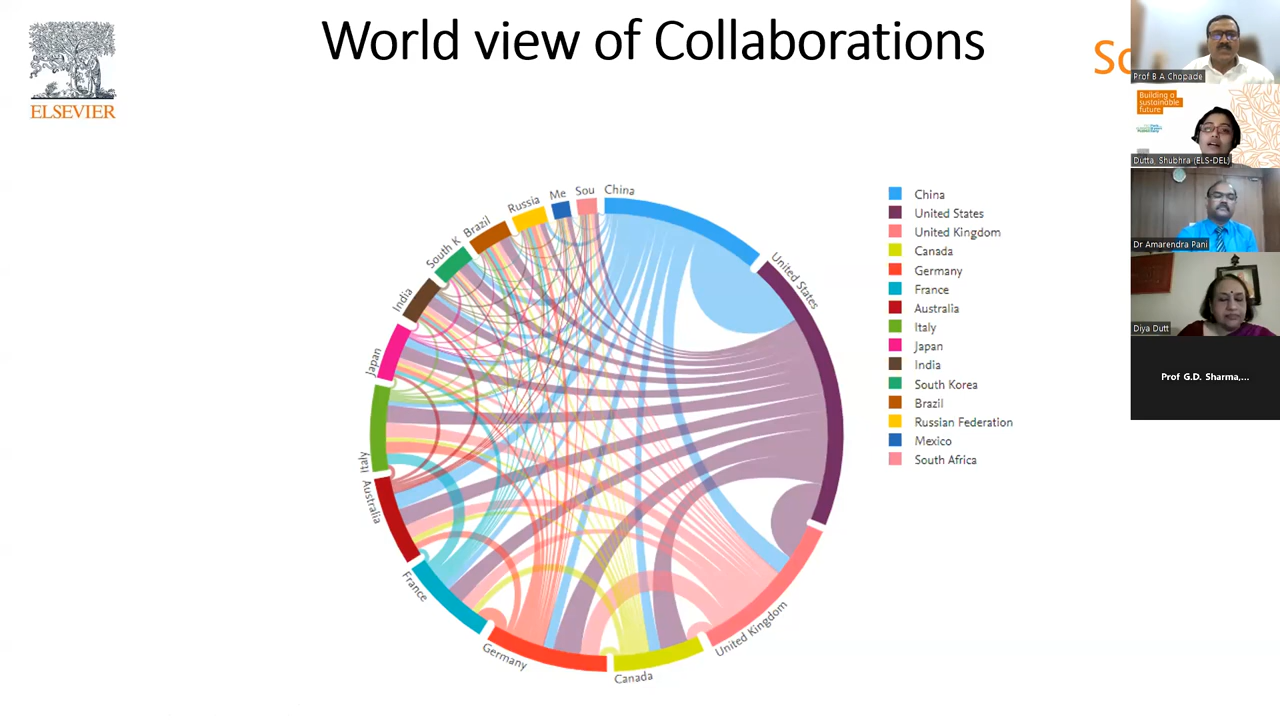 World view of Collaborations
ELSEVIER
Sc
China
United States
United Kingdom
Canada
Germany
France
Australia
Italy
Japan
India
South K
Brazil
Russia
Me
Sou
China
United States
United Kingdom
Canada
Germany
France
Australia
Italy
Japan
India
South Korea
Brazil
Russian Federation
Mexico
South Africa
Prof B A Chopade
Building a
sustainable
future
Dutta, Shubhra (ELS-DEL)
Dr Amarendra Pani
Diya Dutt
Prof G.D. Sharma,...